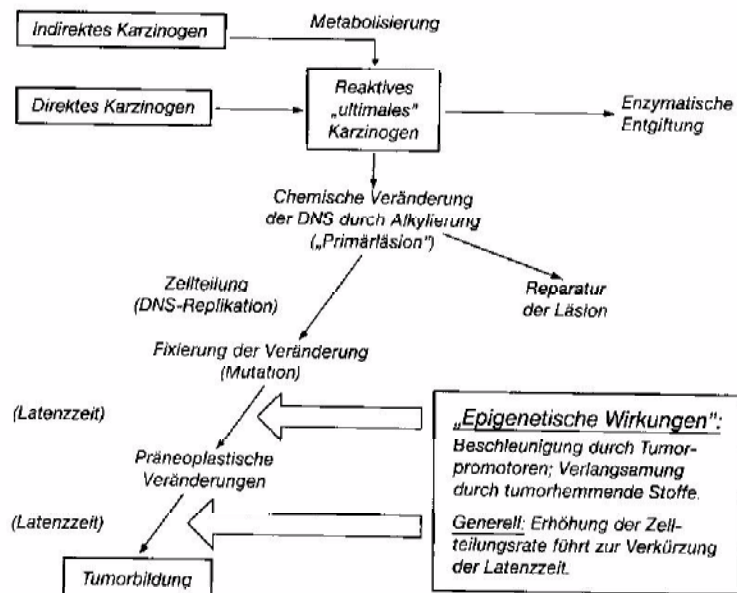 Indirektes Karzinogen
Metabolisierung
Direktes Karzinogen
Reaktives
„ultimales"
Karzinogen
Enzymatische
Entgiftung
Chemische Veränderung
der DNS durch Alkylierung
(„Primärläsion")
Zellteilung
(DNS-Replikation)
Reparatur
der Läsion
Fixierung der Veränderung
(Mutation)
(Latenzzeit)
„Epigenetische Wirkungen":
Beschleunigung durch Tumor-
promotoren; Verlangsamung
durch tumorhemmende Stoffe.
Generell: Erhöhung der Zell-
teilungsrate führt zur Verkürzung
der Latenzzeit.
Präneoplastische
Veränderungen
(Latenzzeit)
Tumorbildung